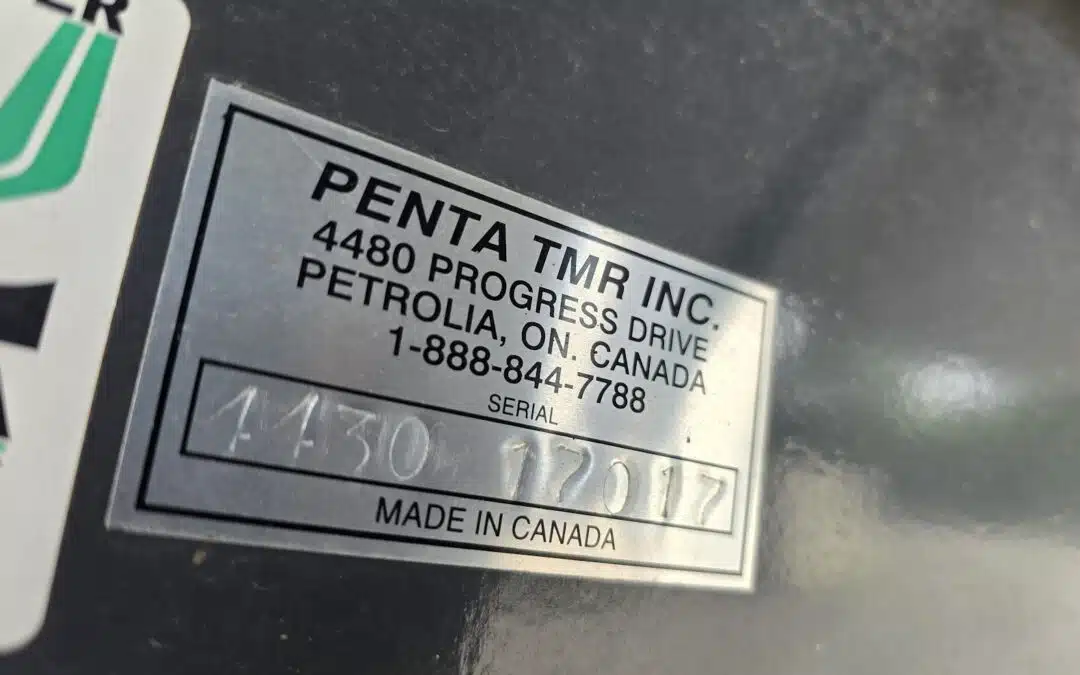 ER
PENTA TMR INC.
4480 PROGRESS DRIVE
PETROLIA, ON. CANADA
1-888-844-7788
SERIAL
1130 17017
MADE IN CANADA